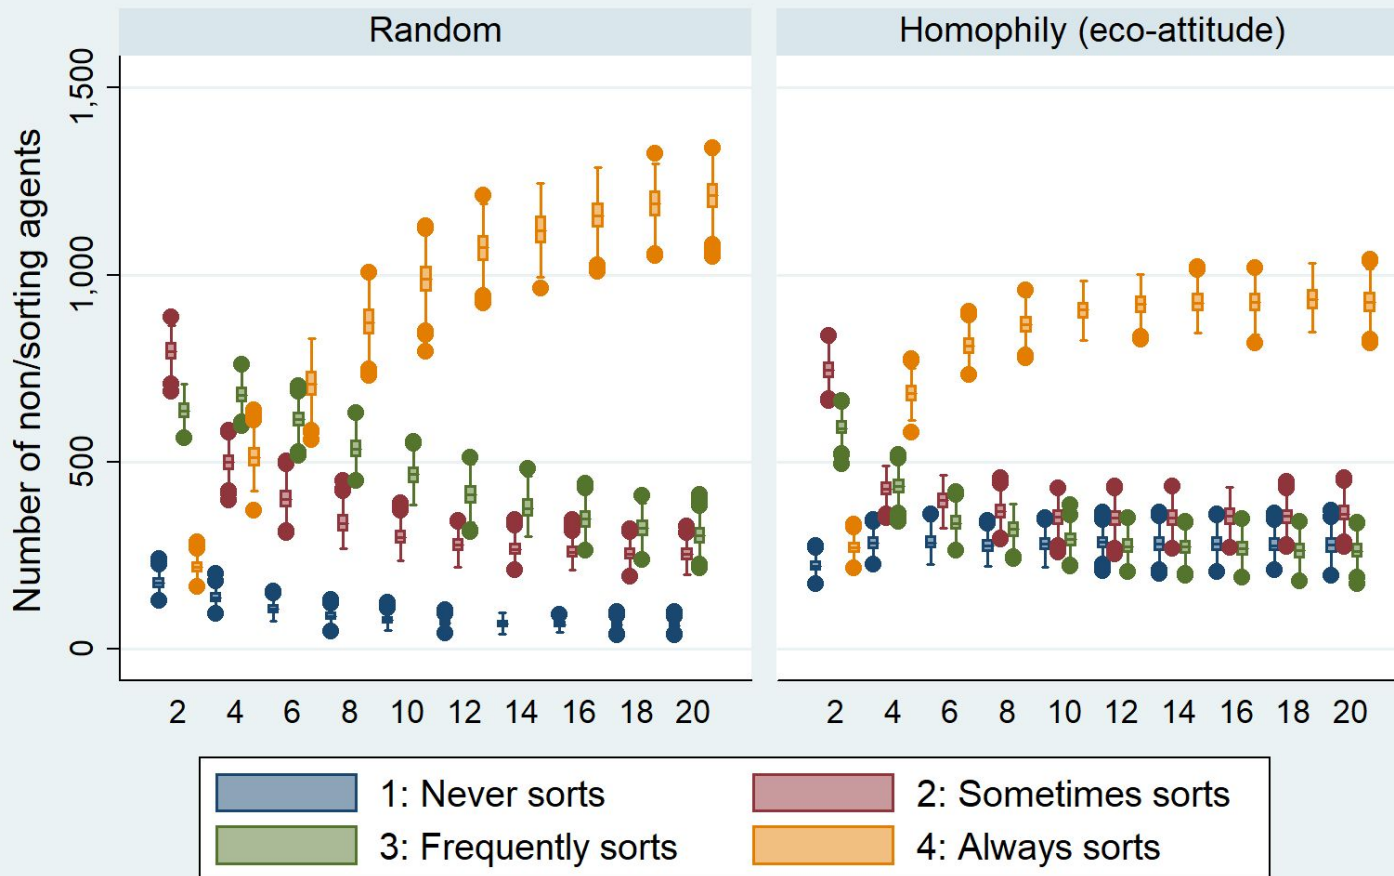 Random
Homophily (eco-attitude)
Number of non/sorting agents
1,500
1,000
500
0
2 4 6 8 10 12 14 16 18 20
2 4 6 8 10 12 14 16 18 20
1: Never sorts
2: Sometimes sorts
3: Frequently sorts
4: Always sorts